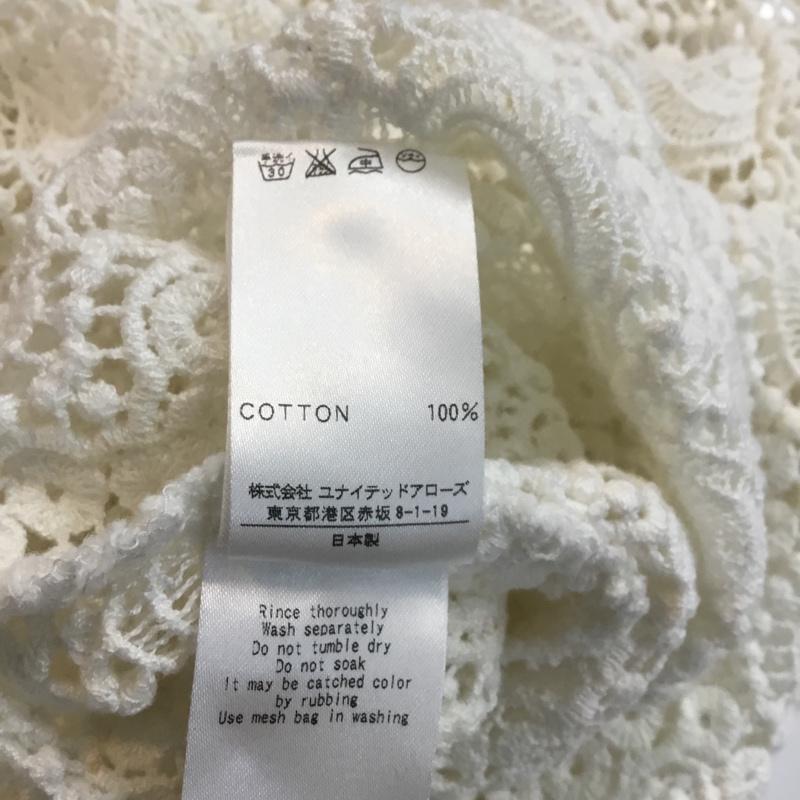 手洗イ
30
中
COTTON 100%
株式会社 ユナイテッドアローズ
東京都港区赤坂8-1-19
日本製
Rince thoroughly
Wash separately
Do not tumble dry
Do not soak
It may be catched color
by rubbing
Use mesh bag in washing